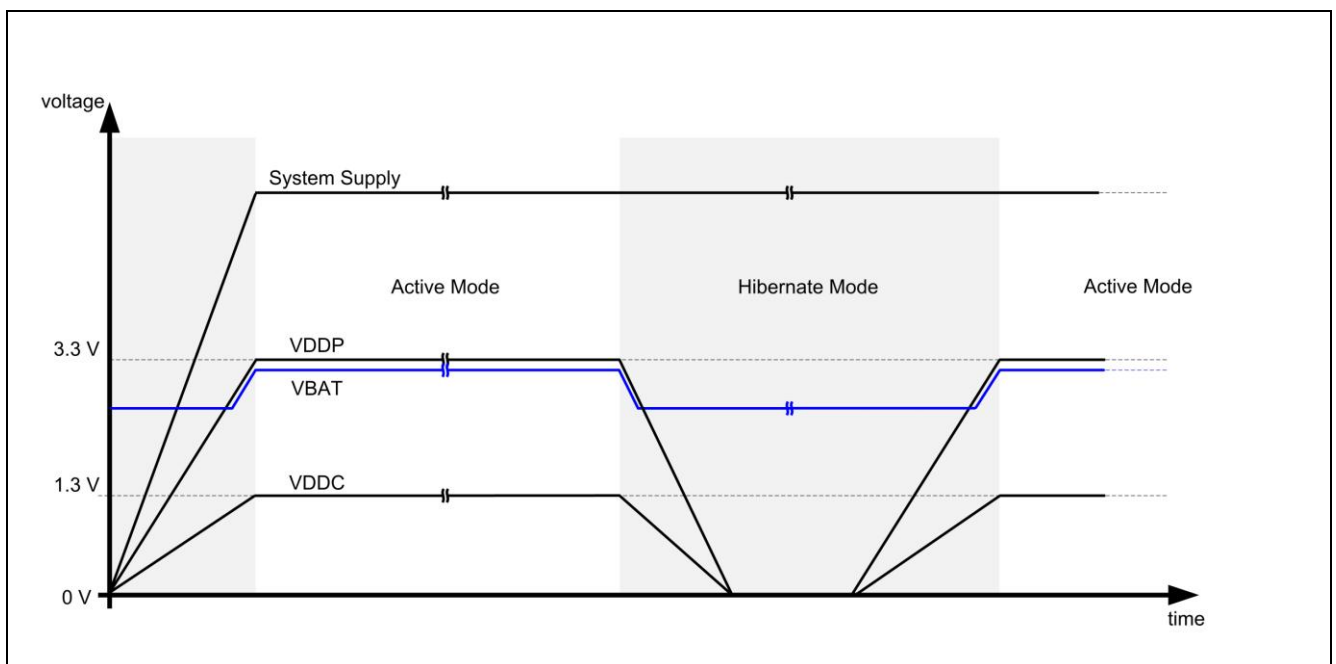 voltage
System Supply
Active Mode
Hibernate Mode
Active Mode
3.3 V
VDDP
VBAT
1.3 V
VDDC
0 V
time